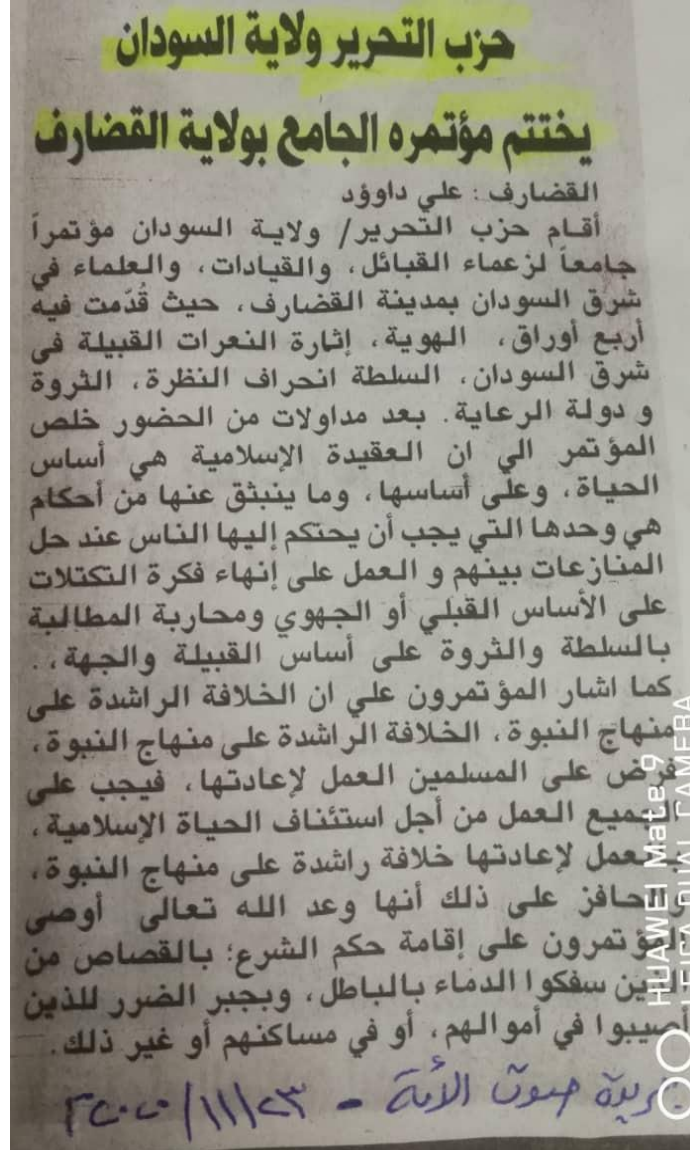 حزب التحرير ولاية السودان
يختتم مؤتمره الجامع بولاية القضارف
القضارف : علي داوؤد
أقام حزب التحرير/ ولاية السودان مؤتمراً
جامعاً لزعماء القبائل، والقيادات، والعلماء في
شرق السودان بمدينة القضارف، حيث قُدّمت فيه
أربع أوراق، الهوية، إثارة النعرات القبيلة في
شرق السودان، السلطة انحراف النظرة، الثروة
و دولة الرعاية. بعد مداولات من الحضور خلص
المؤتمر الي ان العقيدة الإسلامية هي أساس
الحياة، وعلى أساسها، وما ينبثق عنها من أحكام
هي وحدها التي يجب أن يحتكم إليها الناس عند حل
المنازعات بينهم و العمل على إنهاء فكرة التكتلات
على الأساس القبلي أو الجهوي ومحاربة المطالبة
بالسلطة والثروة على أساس القبيلة والجهة،.
كما اشار المؤتمرون علي ان الخلافة الراشدة على
منهاج النبوة، الخلافة الراشدة على منهاج النبوة،
فرض على المسلمين العمل لإعادتها، فيجب على
الجميع العمل من أجل استئناف الحياة الإسلامية،
والعمل لإعادتها خلافة راشدة على منهاج النبوة،
والحافز على ذلك أنها وعد الله تعالى أوصى
المؤتمرون على إقامة حكم الشرع؛ بالقصاص من
الذين سفكوا الدماء بالباطل، وبجبر الضرر للذين
أصيبوا في أموالهم، أو في مساكنهم أو غير ذلك.
جريدة صوت الأمة - ٢٣/١١/٢٠٢٠
HUAWEI Mate 9
LEICA DUAL CAMERA